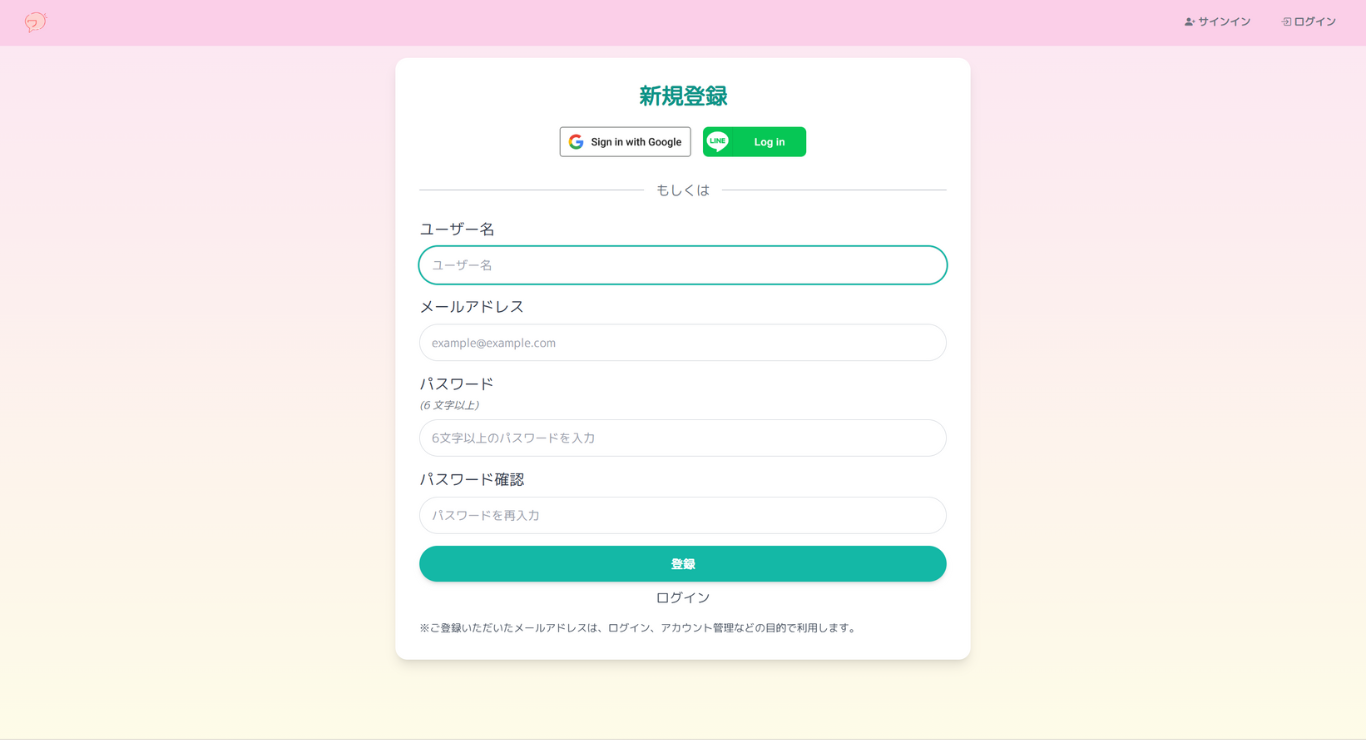 サインイン
ログイン
新規登録
Sign in with Google
LINE
Log in
もしくは
ユーザー名
ユーザー名
メールアドレス
example@example.com
パスワード
(6 文字以上)
6文字以上のパスワードを入力
パスワード確認
パスワードを再入力
登録
ログイン
※ご登録いただいたメールアドレスは、ログイン、アカウント管理などの目的で利用します。